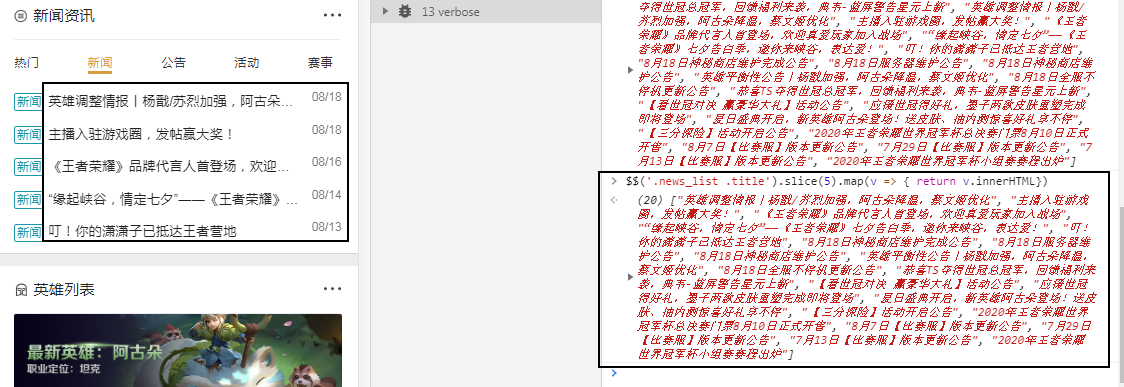 新闻资讯
热门 新闻 公告 活动 赛事
新闻 英雄调整情报丨杨戬/苏烈加强，阿古朵... 08/18
新闻 主播入驻游戏圈，发帖赢大奖！ 08/18
新闻 《王者荣耀》品牌代言人首登场，欢迎... 08/16
新闻 “缘起峡谷，情定七夕”——《王者荣耀》... 08/14
新闻 叮！你的潇潇子已抵达王者营地 08/13
英雄列表
最新英雄：阿古朵
职业定位：坦克
13 verbose
夺得世冠总冠军，回馈福利来袭，典韦-蓝屏警告星元上新", "英雄调整情报丨杨戬
/苏烈加强，阿古朵降温，蔡文姬优化", "主播入驻游戏圈，发帖赢大奖！", "《王
者荣耀》品牌代言人首登场，欢迎真爱玩家加入战场", "“缘起峡谷，情定七夕”——《王
者荣耀》七夕告白季，邀你来峡谷，表达爱！", "叮！你的潇潇子已抵达王者营地",
"8月18日神秘商店维护完成公告", "8月18日服务器维护公告", "8月18日神秘商店维
护公告", "英雄平衡性公告丨杨戬加强，阿古朵降温，蔡文姬优化", "8月18日全服不
停机更新公告", "恭喜TS夺得世冠总冠军，回馈福利来袭，典韦-蓝屏警告星元上新",
"【看世冠对决 赢豪华大礼】活动公告", "应援世冠得好礼，墨子两款皮肤重塑完成
即将登场", "夏日盛典开启，新英雄阿古朵登场！送皮肤、抽内测惊喜好礼享不停",
"【三分探险】活动开启公告", "2020年王者荣耀世界冠军杯总决赛门票8月10日正式
开售", "8月7日【比赛服】版本更新公告", "7月29日【比赛服】版本更新公告", "7
月13日【比赛服】版本更新公告", "2020年王者荣耀世界冠军杯小组赛赛程出炉"]
$$('.news_list .title').slice(5).map(v => { return v.innerHTML})
(20) ["英雄调整情报丨杨戬/苏烈加强，阿古朵降温，蔡文姬优化", "主播入驻游戏
圈，发帖赢大奖！", "《王者荣耀》品牌代言人首登场，欢迎真爱玩家加入战场",
"“缘起峡谷，情定七夕”——《王者荣耀》七夕告白季，邀你来峡谷，表达爱！", "叮！你
的潇潇子已抵达王者营地", "8月18日神秘商店维护完成公告", "8月18日服务器维
护公告", "8月18日神秘商店维护公告", "英雄平衡性公告丨杨戬加强，阿古朵降温，
蔡文姬优化", "8月18日全服不停机更新公告", "恭喜TS夺得世冠总冠军，回馈福利来
袭，典韦-蓝屏警告星元上新", "【看世冠对决 赢豪华大礼】活动公告", "应援世冠
得好礼，墨子两款皮肤重塑完成即将登场", "夏日盛典开启，新英雄阿古朵登场！送皮
肤、抽内测惊喜好礼享不停", "【三分探险】活动开启公告", "2020年王者荣耀世界
冠军杯总决赛门票8月10日正式开售", "8月7日【比赛服】版本更新公告", "7月29日
【比赛服】版本更新公告", "7月13日【比赛服】版本更新公告", "2020年王者荣耀
世界冠军杯小组赛赛程出炉"]